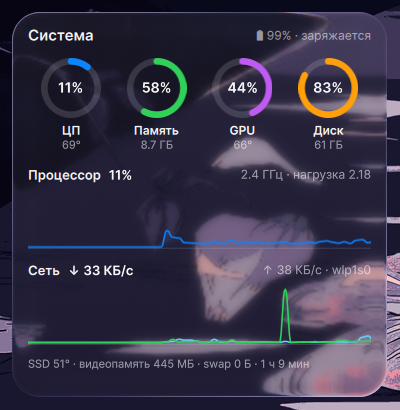 Система 99% · заряжается
11% 58% 44% 83%
ЦП Память GPU Диск
69° 8.7 ГБ 66° 61 ГБ
Процессор 11% 2.4 ГГц · нагрузка 2.18
Сеть ↓ 33 КБ/с ↑ 38 КБ/с · wlp1s0
SSD 51° · видеопамять 445 МБ · swap 0 Б · 1 ч 9 мин